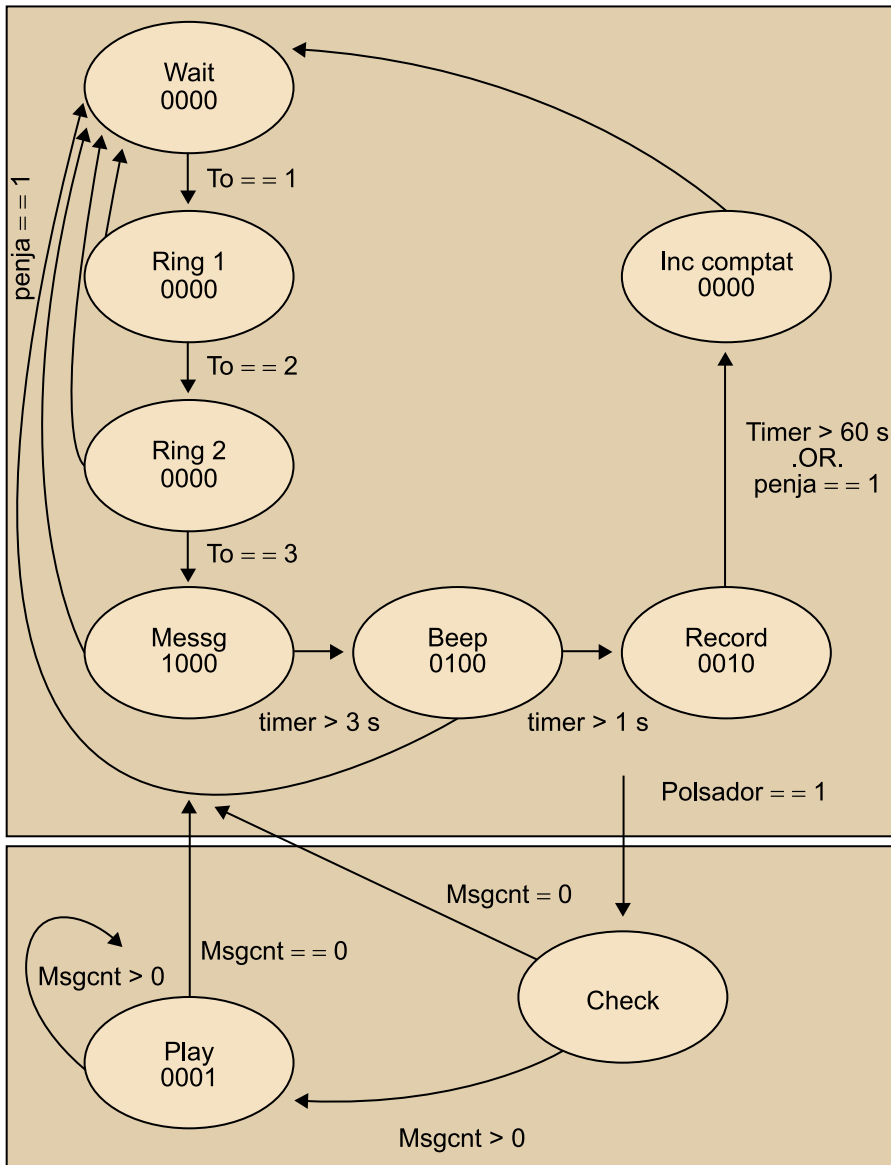 Wait
0000
To == 1
penja == 1
Ring 1
0000
Inc comptat
0000
To == 2
Ring 2
0000
Timer > 60 s
.OR.
penja == 1
To == 3
Messg
1000
Beep
0100
Record
0010
timer > 3 s
timer > 1 s
Polsador == 1
Msgcnt = 0
Msgcnt == 0
Msgcnt > 0
Check
Play
0001
Msgcnt > 0